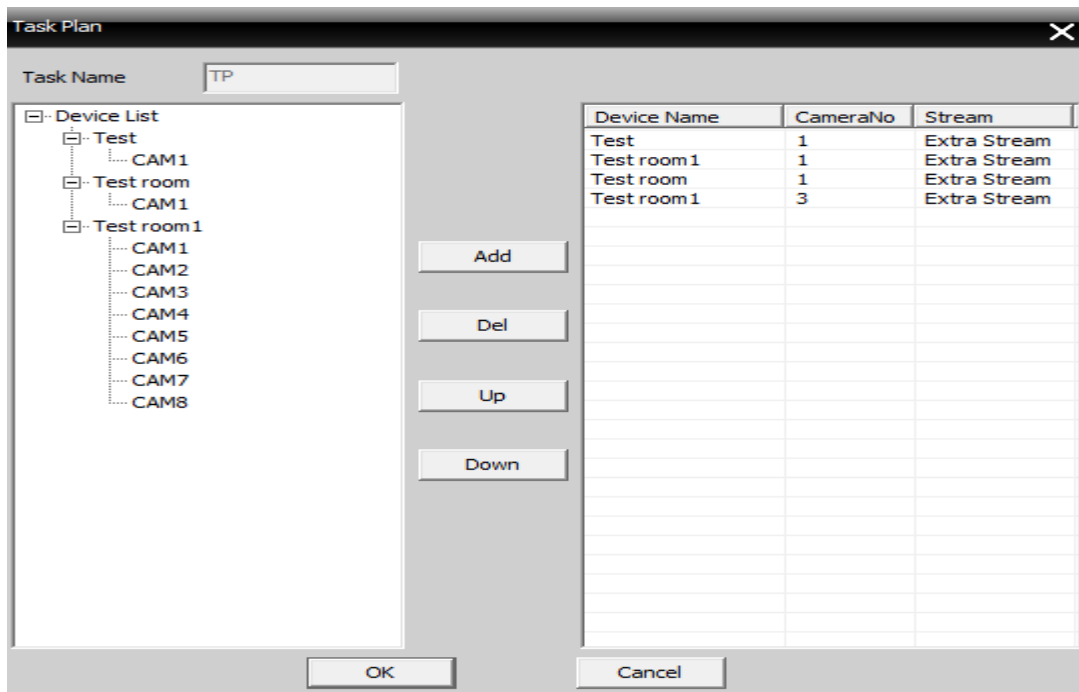 Task Plan
Task Name TP
Device List
Test
CAM1
Test room
CAM1
Test room1
CAM1
CAM2
CAM3
CAM4
CAM5
CAM6
CAM7
CAM8
Add
Del
Up
Down
Device Name CameraNo Stream
Test 1 Extra Stream
Test room1 1 Extra Stream
Test room 1 Extra Stream
Test room1 3 Extra Stream
OK Cancel